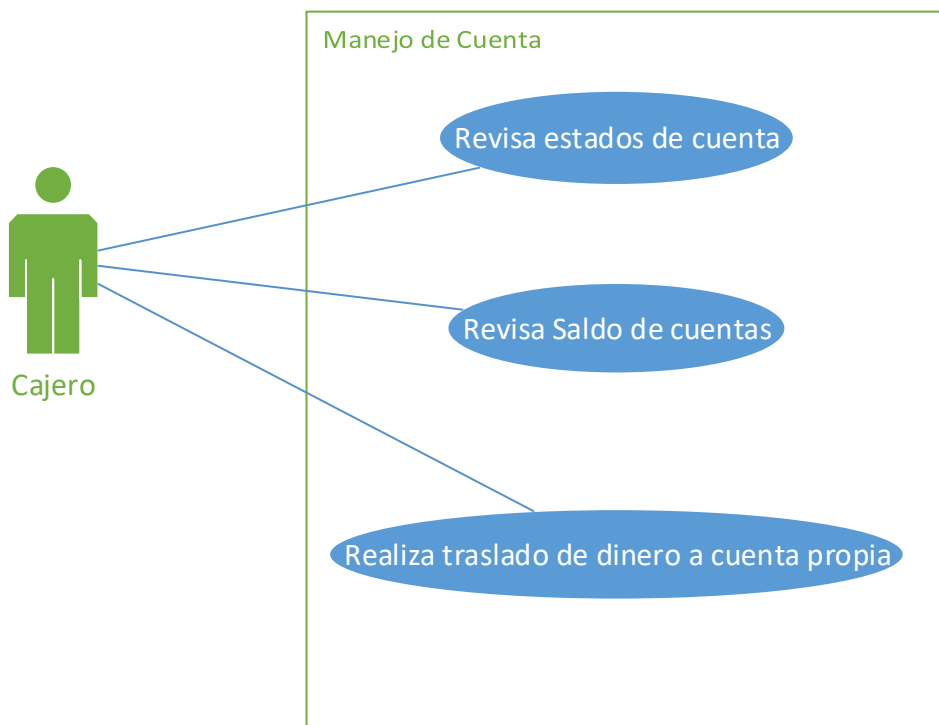 Manejo de Cuenta
Revisa estados de cuenta
Revisa Saldo de cuentas
Cajero
Realiza traslado de dinero a cuenta propia